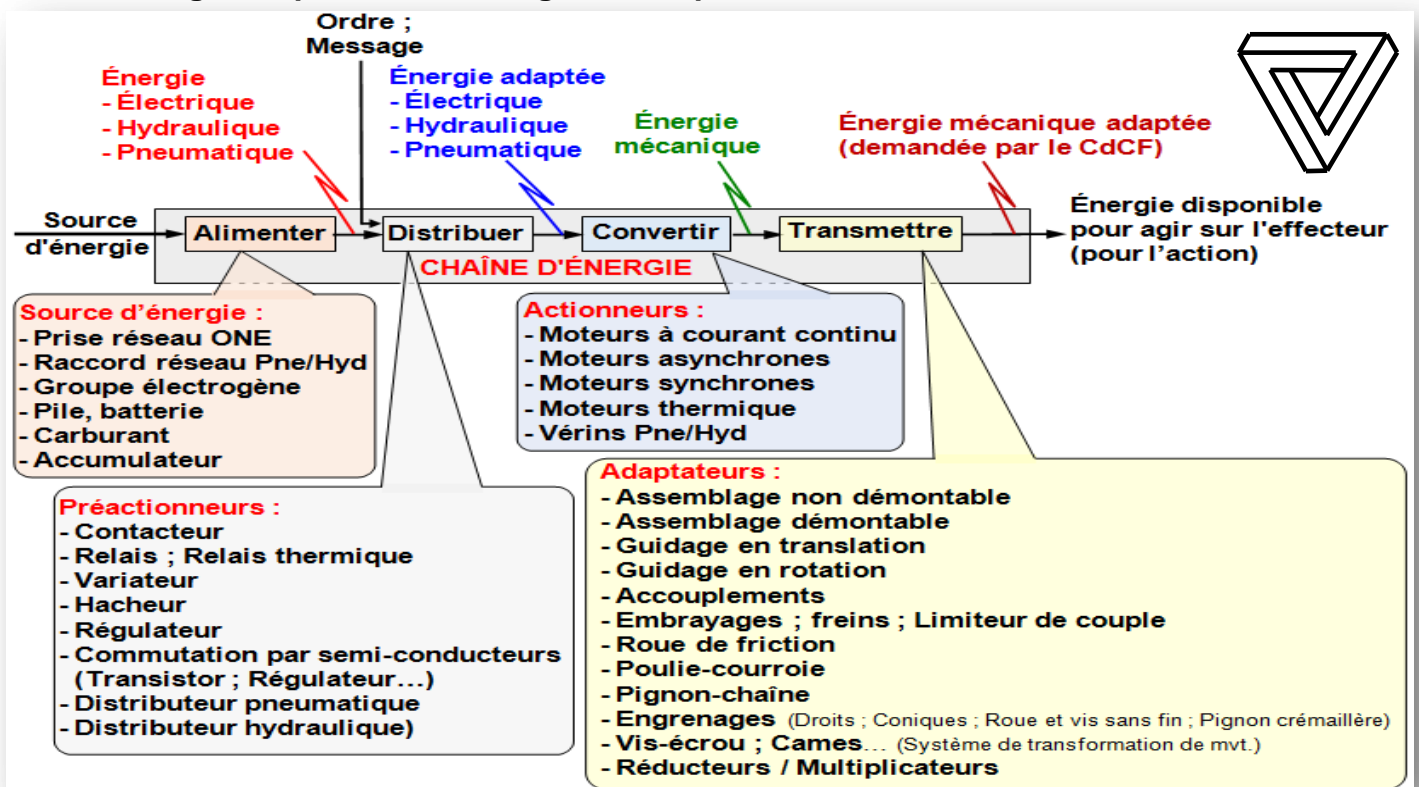 Ordre ;
Message
Énergie
- Électrique
- Hydraulique
- Pneumatique
Énergie adaptée
- Électrique
- Hydraulique
- Pneumatique
Énergie
mécanique
Énergie mécanique adaptée
(demandée par le CdCF)
Source
d'énergie
Alimenter
Distribuer
Convertir
Transmettre
Énergie disponible
pour agir sur l'effecteur
(pour l'action)
CHAÎNE D'ÉNERGIE
Source d'énergie :
- Prise réseau ONE
- Raccord réseau Pne/Hyd
- Groupe électrogène
- Pile, batterie
- Carburant
- Accumulateur
Préactionneurs :
- Contacteur
- Relais ; Relais thermique
- Variateur
- Hacheur
- Régulateur
- Commutation par semi-conducteurs
(Transistor ; Régulateur...)
- Distributeur pneumatique
- Distributeur hydraulique)
Actionneurs :
- Moteurs à courant continu
- Moteurs asynchrones
- Moteurs synchrones
- Moteurs thermique
- Vérins Pne/Hyd
Adaptateurs :
- Assemblage non démontable
- Assemblage démontable
- Guidage en translation
- Guidage en rotation
- Accouplements
- Embrayages ; freins ; Limiteur de couple
- Roue de friction
- Poulie-courroie
- Pignon-chaîne
- Engrenages (Droits ; Coniques ; Roue et vis sans fin ; Pignon crémaillère)
- Vis-écrou ; Cames... (Système de transformation de mvt.)
- Réducteurs / Multiplicateurs